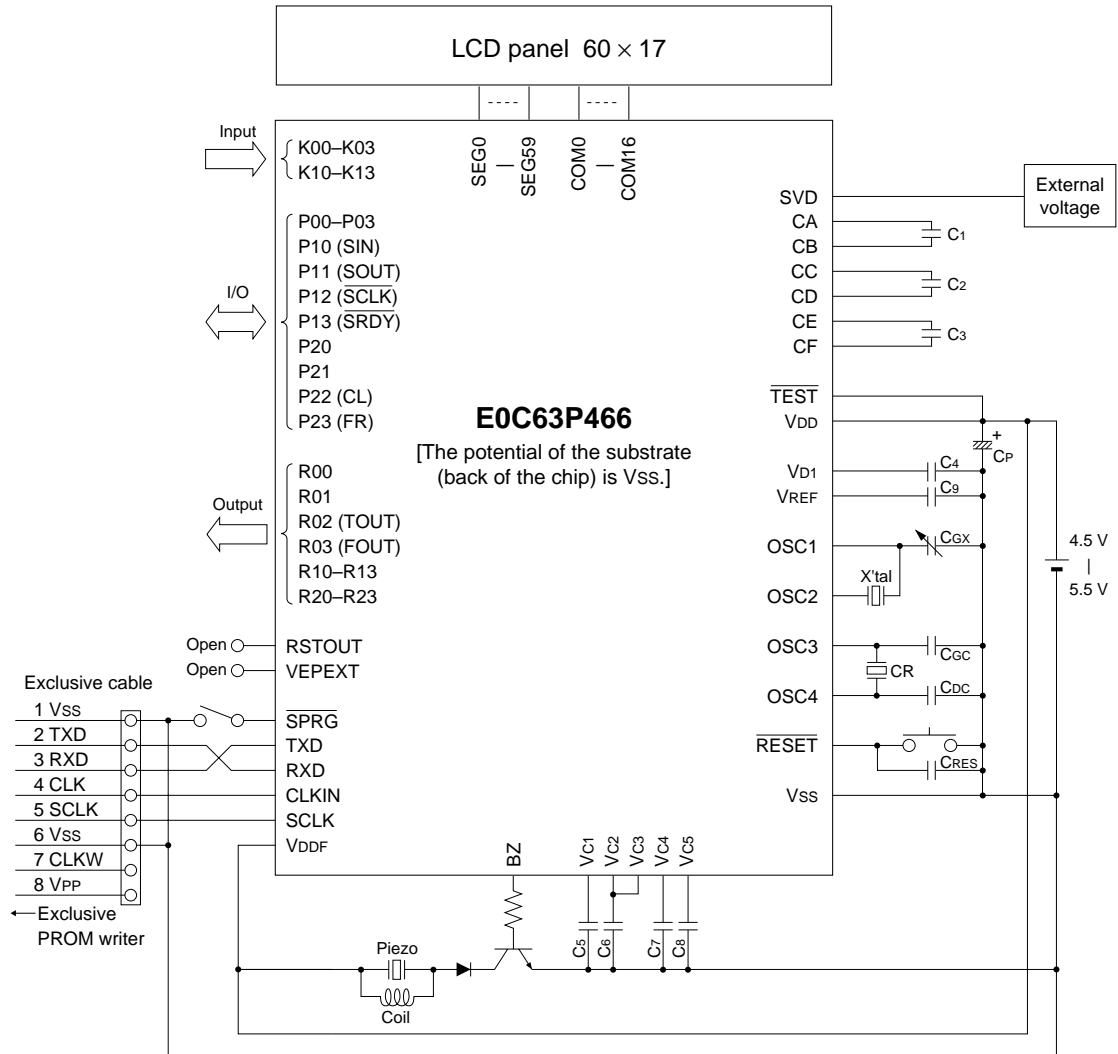 LCD panel 60 × 17
Input
K00–K03
K10–K13
SEG0
SEG59
COM0
COM16
SVD
External
voltage
CA
CB
C1
CC
CD
C2
CE
CF
C3
I/O
P00–P03
P10 (SIN)
P11 (SOUT)
P12 (SCLK)
P13 (SRDY)
P20
P21
P22 (CL)
P23 (FR)
E0C63P466
[The potential of the substrate
(back of the chip) is VSS.]
TEST
VDD
+
CP
VD1
C4
VREF
C9
Output
R00
R01
R02 (TOUT)
R03 (FOUT)
R10–R13
R20–R23
OSC1
CGX
X'tal
OSC2
4.5 V
|
5.5 V
OSC3
CGC
CR
OSC4
CDC
RESET
CRES
VSS
Open
RSTOUT
Open
VEPEXT
Exclusive cable
1 VSS
SPRG
2 TXD
TXD
3 RXD
RXD
4 CLK
CLKIN
5 SCLK
SCLK
6 VSS
VDDF
7 CLKW
8 VPP
Exclusive
PROM writer
BZ
VC1
VC2
VC3
VC4
VC5
C5
C6
C7
C8
Piezo
Coil